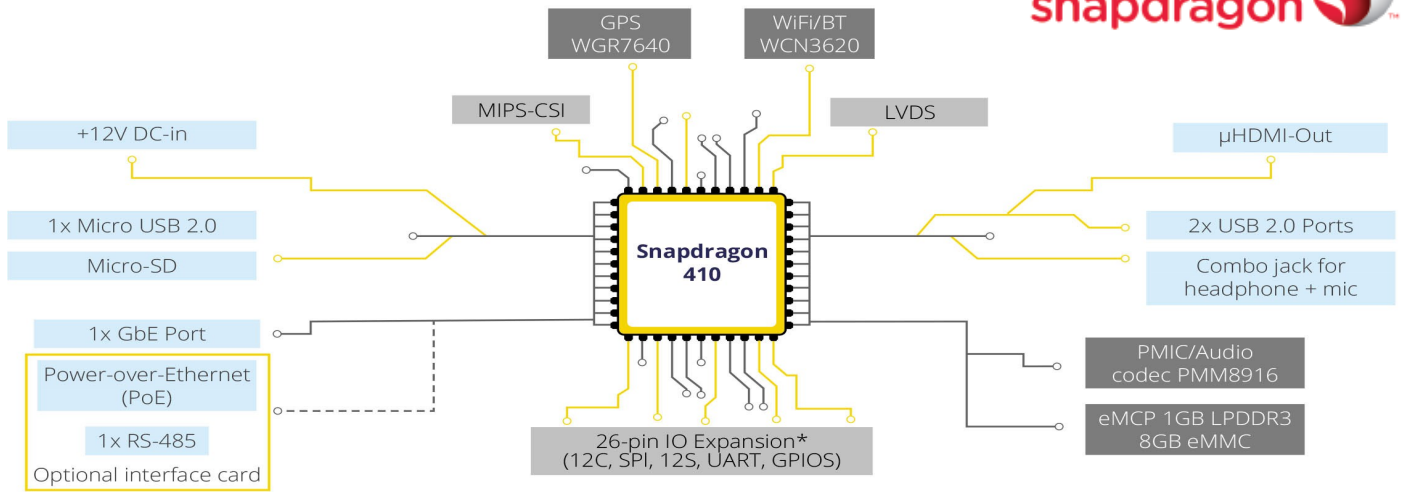 snapdragon
TM
GPS
WGR7640
WiFi/BT
WCN3620
MIPS-CSI
LVDS
+12V DC-in
µHDMI-Out
1x Micro USB 2.0
2x USB 2.0 Ports
Micro-SD
Combo jack for
headphone + mic
Snapdragon
410
1x GbE Port
Power-over-Ethernet
(PoE)
1x RS-485
Optional interface card
26-pin IO Expansion*
(12C, SPI, 12S, UART, GPIOS)
PMIC/Audio
codec PMM8916
eMCP 1GB LPDDR3
8GB eMMC